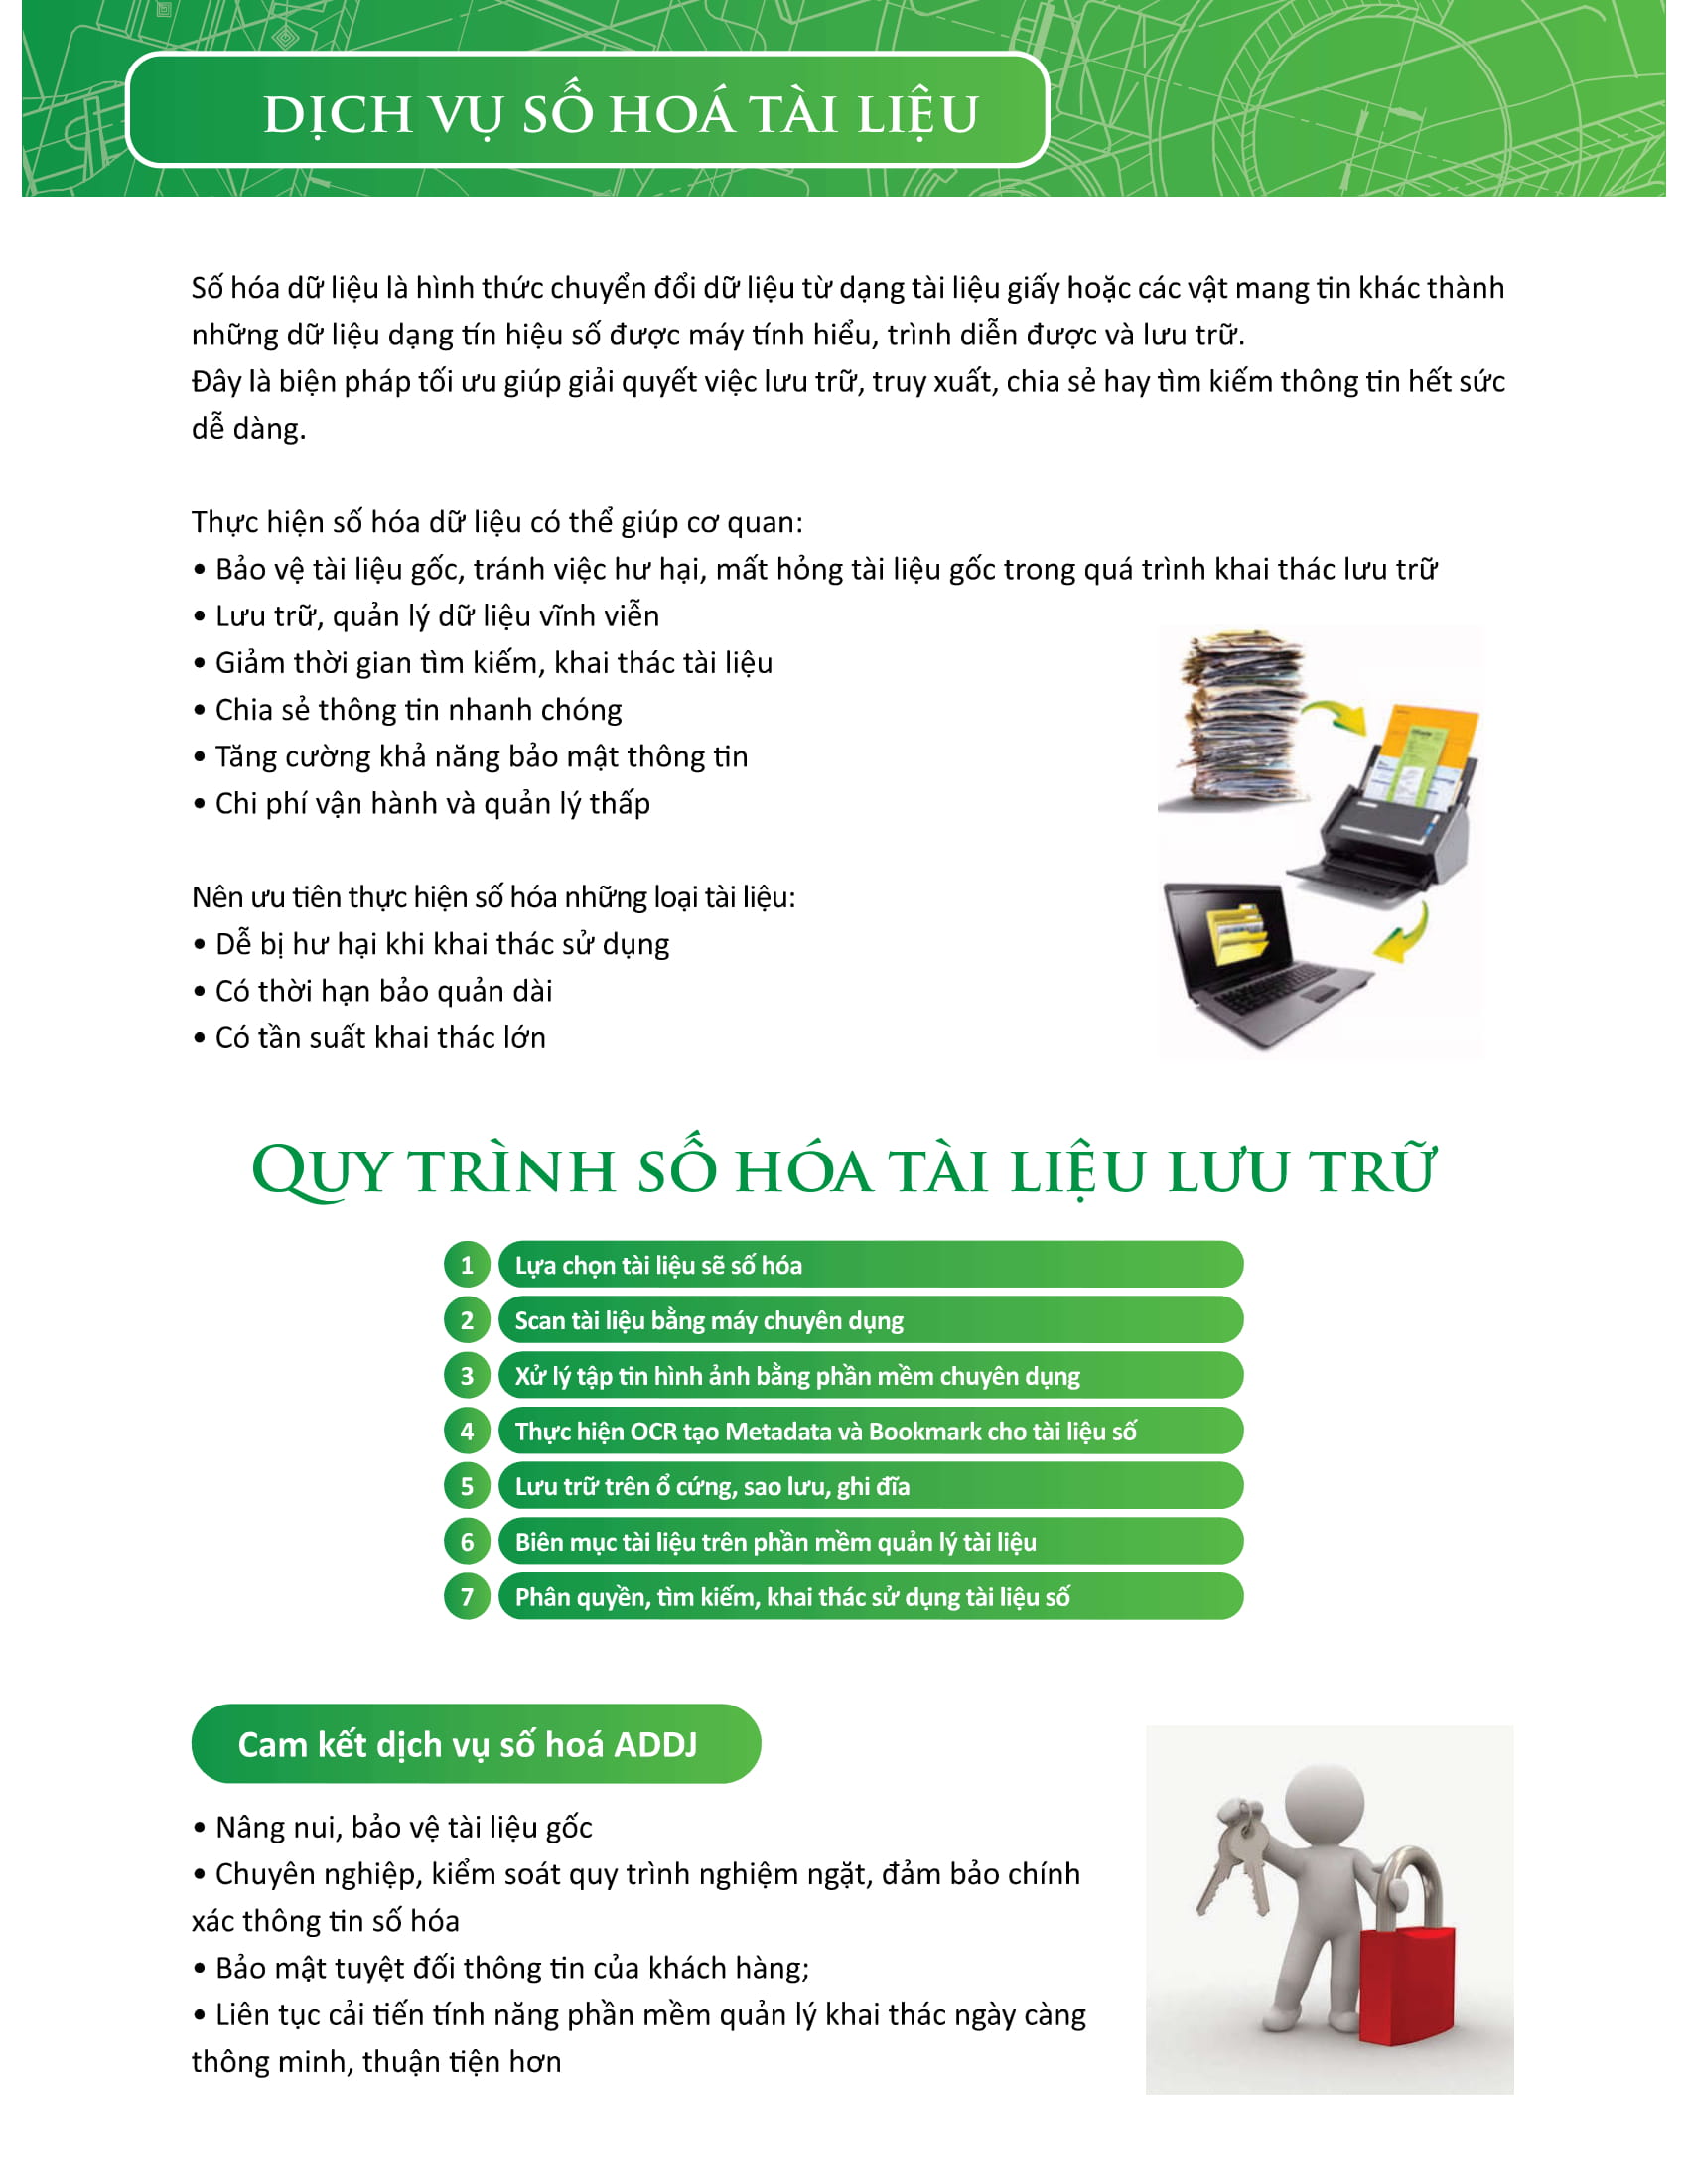 DỊCH VỤ SỐ HOÁ TÀI LIỆU
Số hóa dữ liệu là hình thức chuyển đổi dữ liệu từ dạng tài liệu giấy hoặc các vật mang tin khác thành
những dữ liệu dạng tín hiệu số được máy tính hiểu, trình diễn được và lưu trữ.
Đây là biện pháp tối ưu giúp giải quyết việc lưu trữ, truy xuất, chia sẻ hay tìm kiếm thông tin hết sức
dễ dàng.
Thực hiện số hóa dữ liệu có thể giúp cơ quan:
• Bảo vệ tài liệu gốc, tránh việc hư hại, mất hỏng tài liệu gốc trong quá trình khai thác lưu trữ
• Lưu trữ, quản lý dữ liệu vĩnh viễn
• Giảm thời gian tìm kiếm, khai thác tài liệu
• Chia sẻ thông tin nhanh chóng
• Tăng cường khả năng bảo mật thông tin
• Chi phí vận hành và quản lý thấp
Nên ưu tiên thực hiện số hóa những loại tài liệu:
• Dễ bị hư hại khi khai thác sử dụng
• Có thời hạn bảo quản dài
• Có tần suất khai thác lớn
QUY TRÌNH SỐ HÓA TÀI LIỆU LƯU TRỮ
1 Lựa chọn tài liệu sẽ số hóa
2 Scan tài liệu bằng máy chuyên dụng
3 Xử lý tập tin hình ảnh bằng phần mềm chuyên dụng
4 Thực hiện OCR tạo Metadata và Bookmark cho tài liệu số
5 Lưu trữ trên ổ cứng, sao lưu, ghi đĩa
6 Biên mục tài liệu trên phần mềm quản lý tài liệu
7 Phân quyền, tìm kiếm, khai thác sử dụng tài liệu số
Cam kết dịch vụ số hoá ADDJ
• Nâng nui, bảo vệ tài liệu gốc
• Chuyên nghiệp, kiểm soát quy trình nghiệm ngặt, đảm bảo chính
xác thông tin số hóa
• Bảo mật tuyệt đối thông tin của khách hàng;
• Liên tục cải tiến tính năng phần mềm quản lý khai thác ngày càng
thông minh, thuận tiện hơn